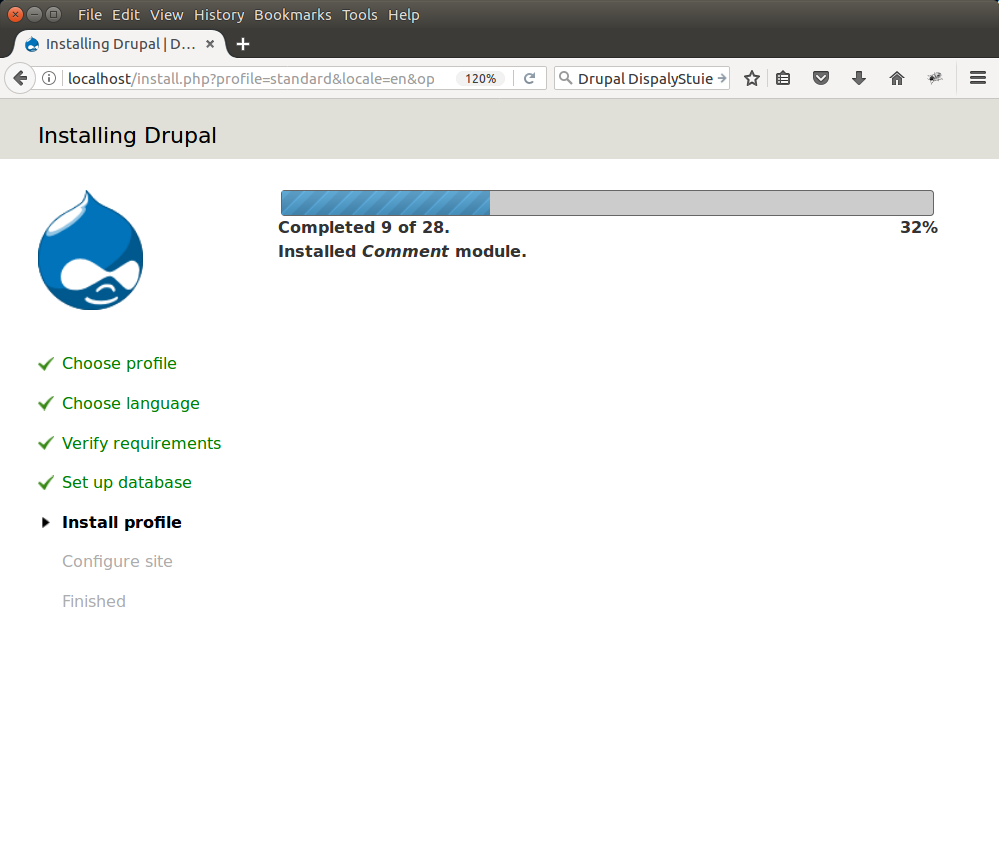 File Edit View History Bookmarks Tools Help
Installing Drupal | D...
localhost/install.php?profile=standard&locale=en&op 120% Drupal DispalyStuie
Installing Drupal
Completed 9 of 28. 32%
Installed Comment module.
Choose profile
Choose language
Verify requirements
Set up database
Install profile
Configure site
Finished